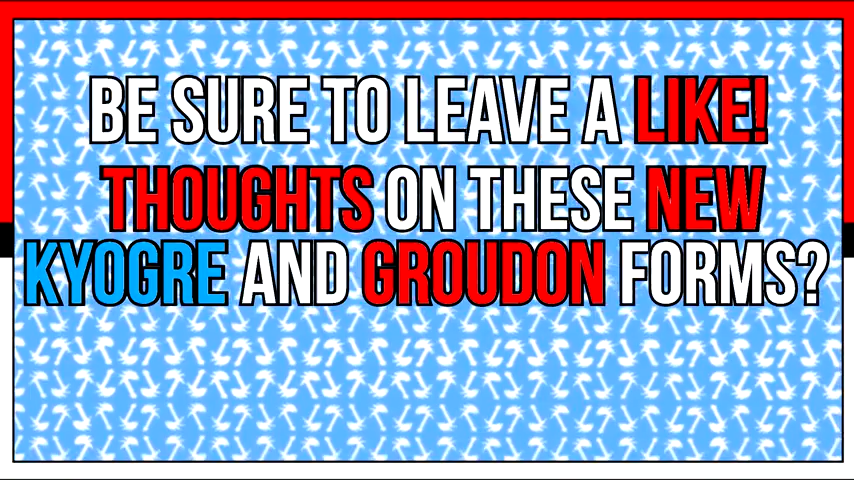 BE SURE TO LEAVE A LIKE!
THOUGHTS ON THESE NEW
KYOGRE AND GROUDON FORMS?